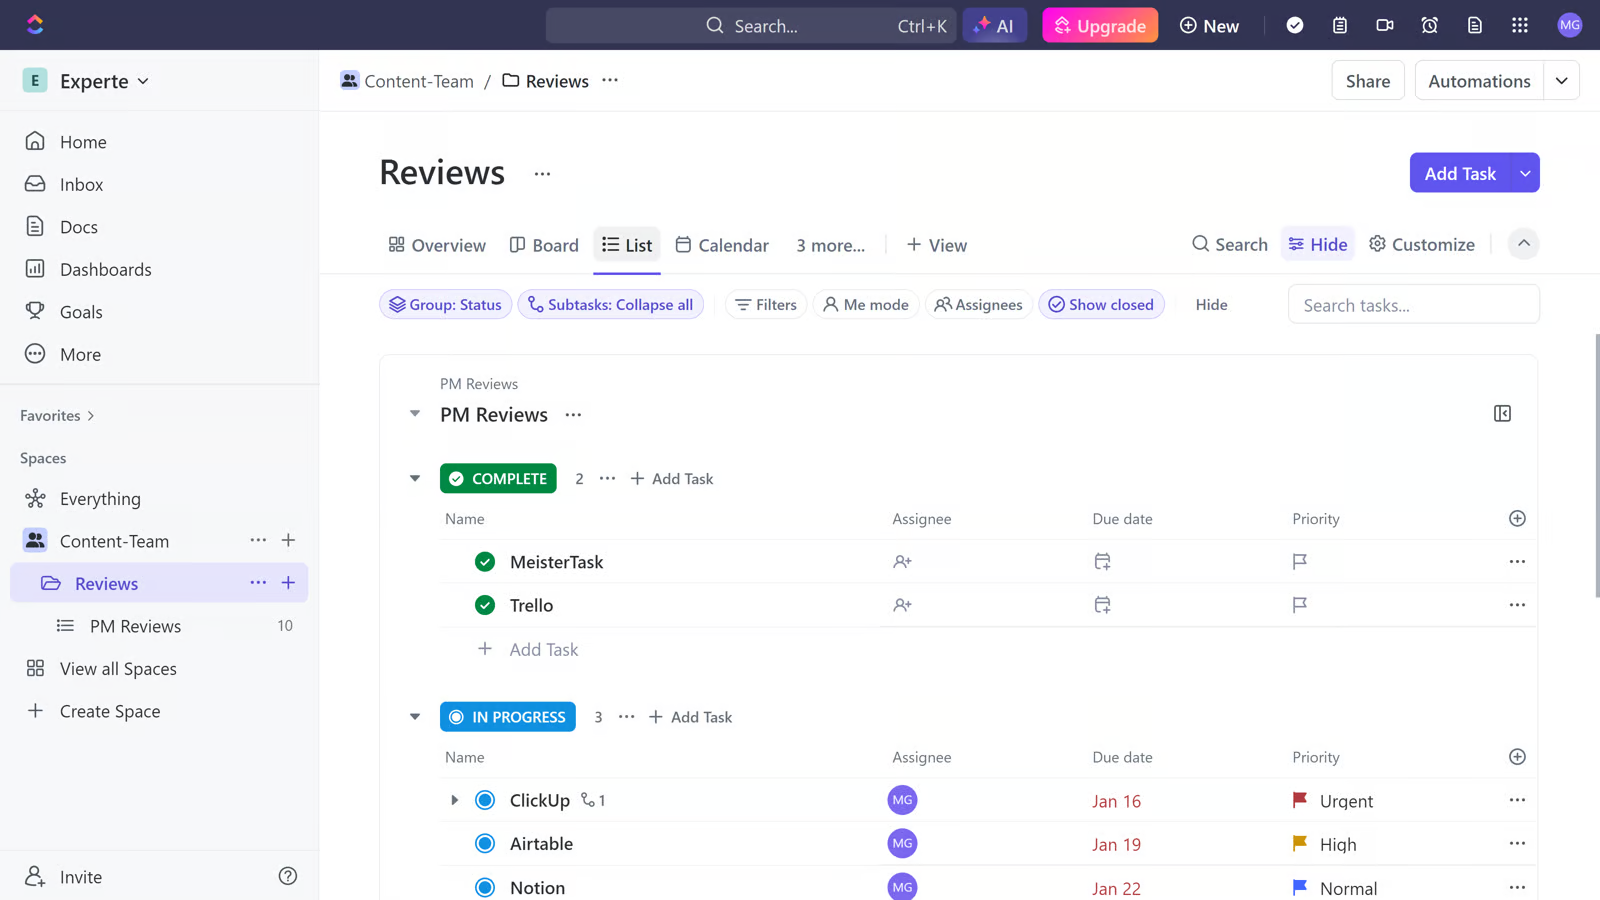 Search... Ctrl+K AI Upgrade New MG
E Experte
Content-Team / Reviews
Share Automations
Home
Inbox
Docs
Dashboards
Goals
More
Favorites
Spaces
Everything
Content-Team
Reviews
PM Reviews 10
View all Spaces
Create Space
Invite
Reviews
Add Task
Overview Board List Calendar 3 more... View
Search Hide Customize
Group: Status Subtasks: Collapse all Filters Me mode Assignees Show closed Hide Search tasks...
PM Reviews
PM Reviews
COMPLETE 2 Add Task
Name Assignee Due date Priority
MeisterTask
Trello
Add Task
IN PROGRESS 3 Add Task
Name Assignee Due date Priority
ClickUp 1 MG Jan 16 Urgent
Airtable MG Jan 19 High
Notion MG Jan 22 Normal